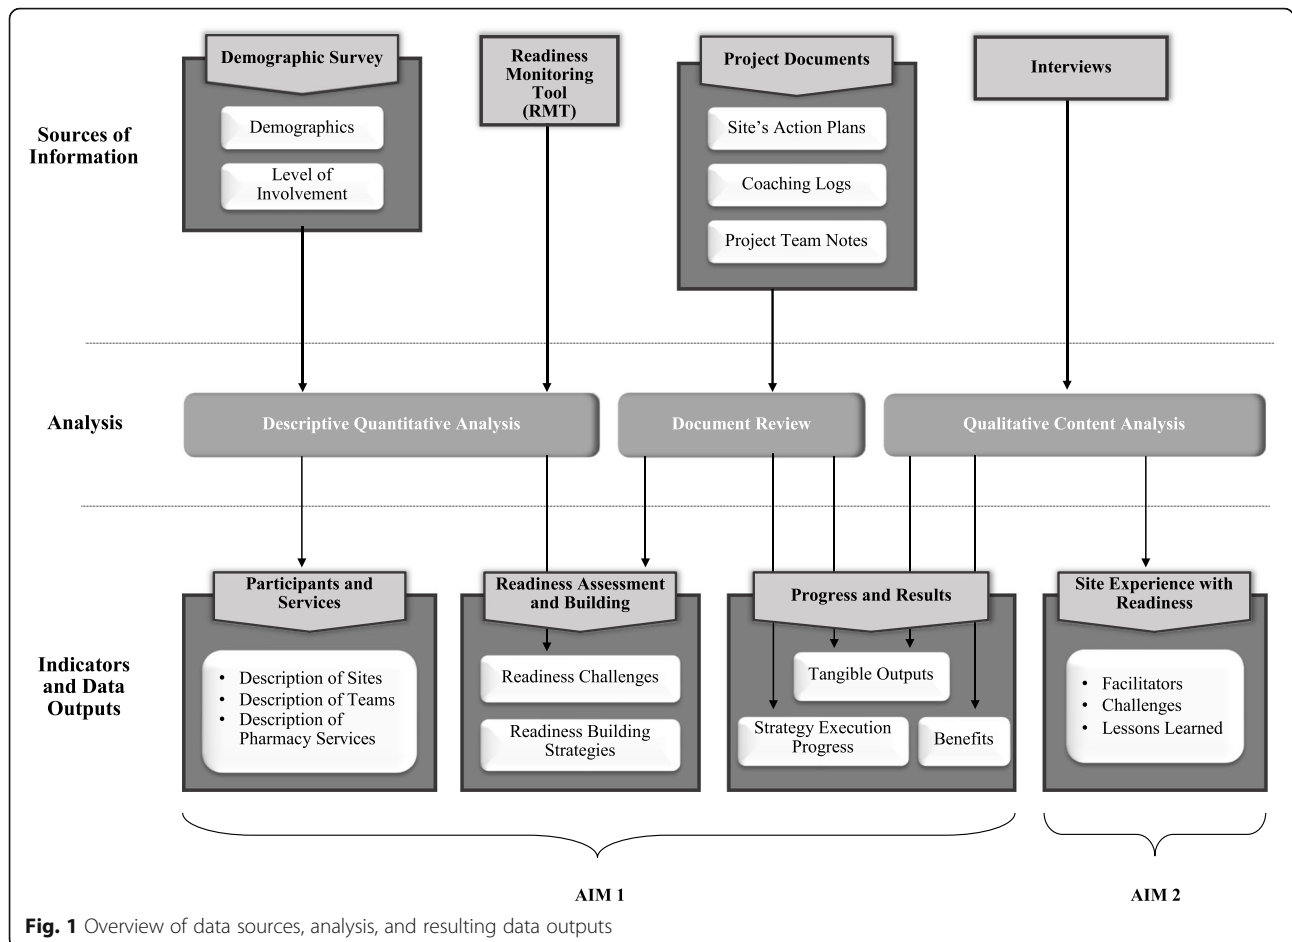 Demographic Survey
Readiness
Monitoring
Tool
(RMT)
Project Documents
Interviews
Sources of
Information
Demographics
Level of
Involvement
Site's Action Plans
Coaching Logs
Project Team Notes
Analysis
Descriptive Quantitative Analysis
Document Review
Qualitative Content Analysis
Indicators
and Data
Outputs
Participants and
Services
• Description of Sites
• Description of Teams
• Description of
Pharmacy Services
Readiness Assessment
and Building
Readiness Challenges
Readiness Building
Strategies
Progress and Results
Tangible Outputs
Strategy Execution
Progress
Benefits
Site Experience with
Readiness
• Facilitators
• Challenges
• Lessons Learned
AIM 1
AIM 2
Fig. 1 Overview of data sources, analysis, and resulting data outputs